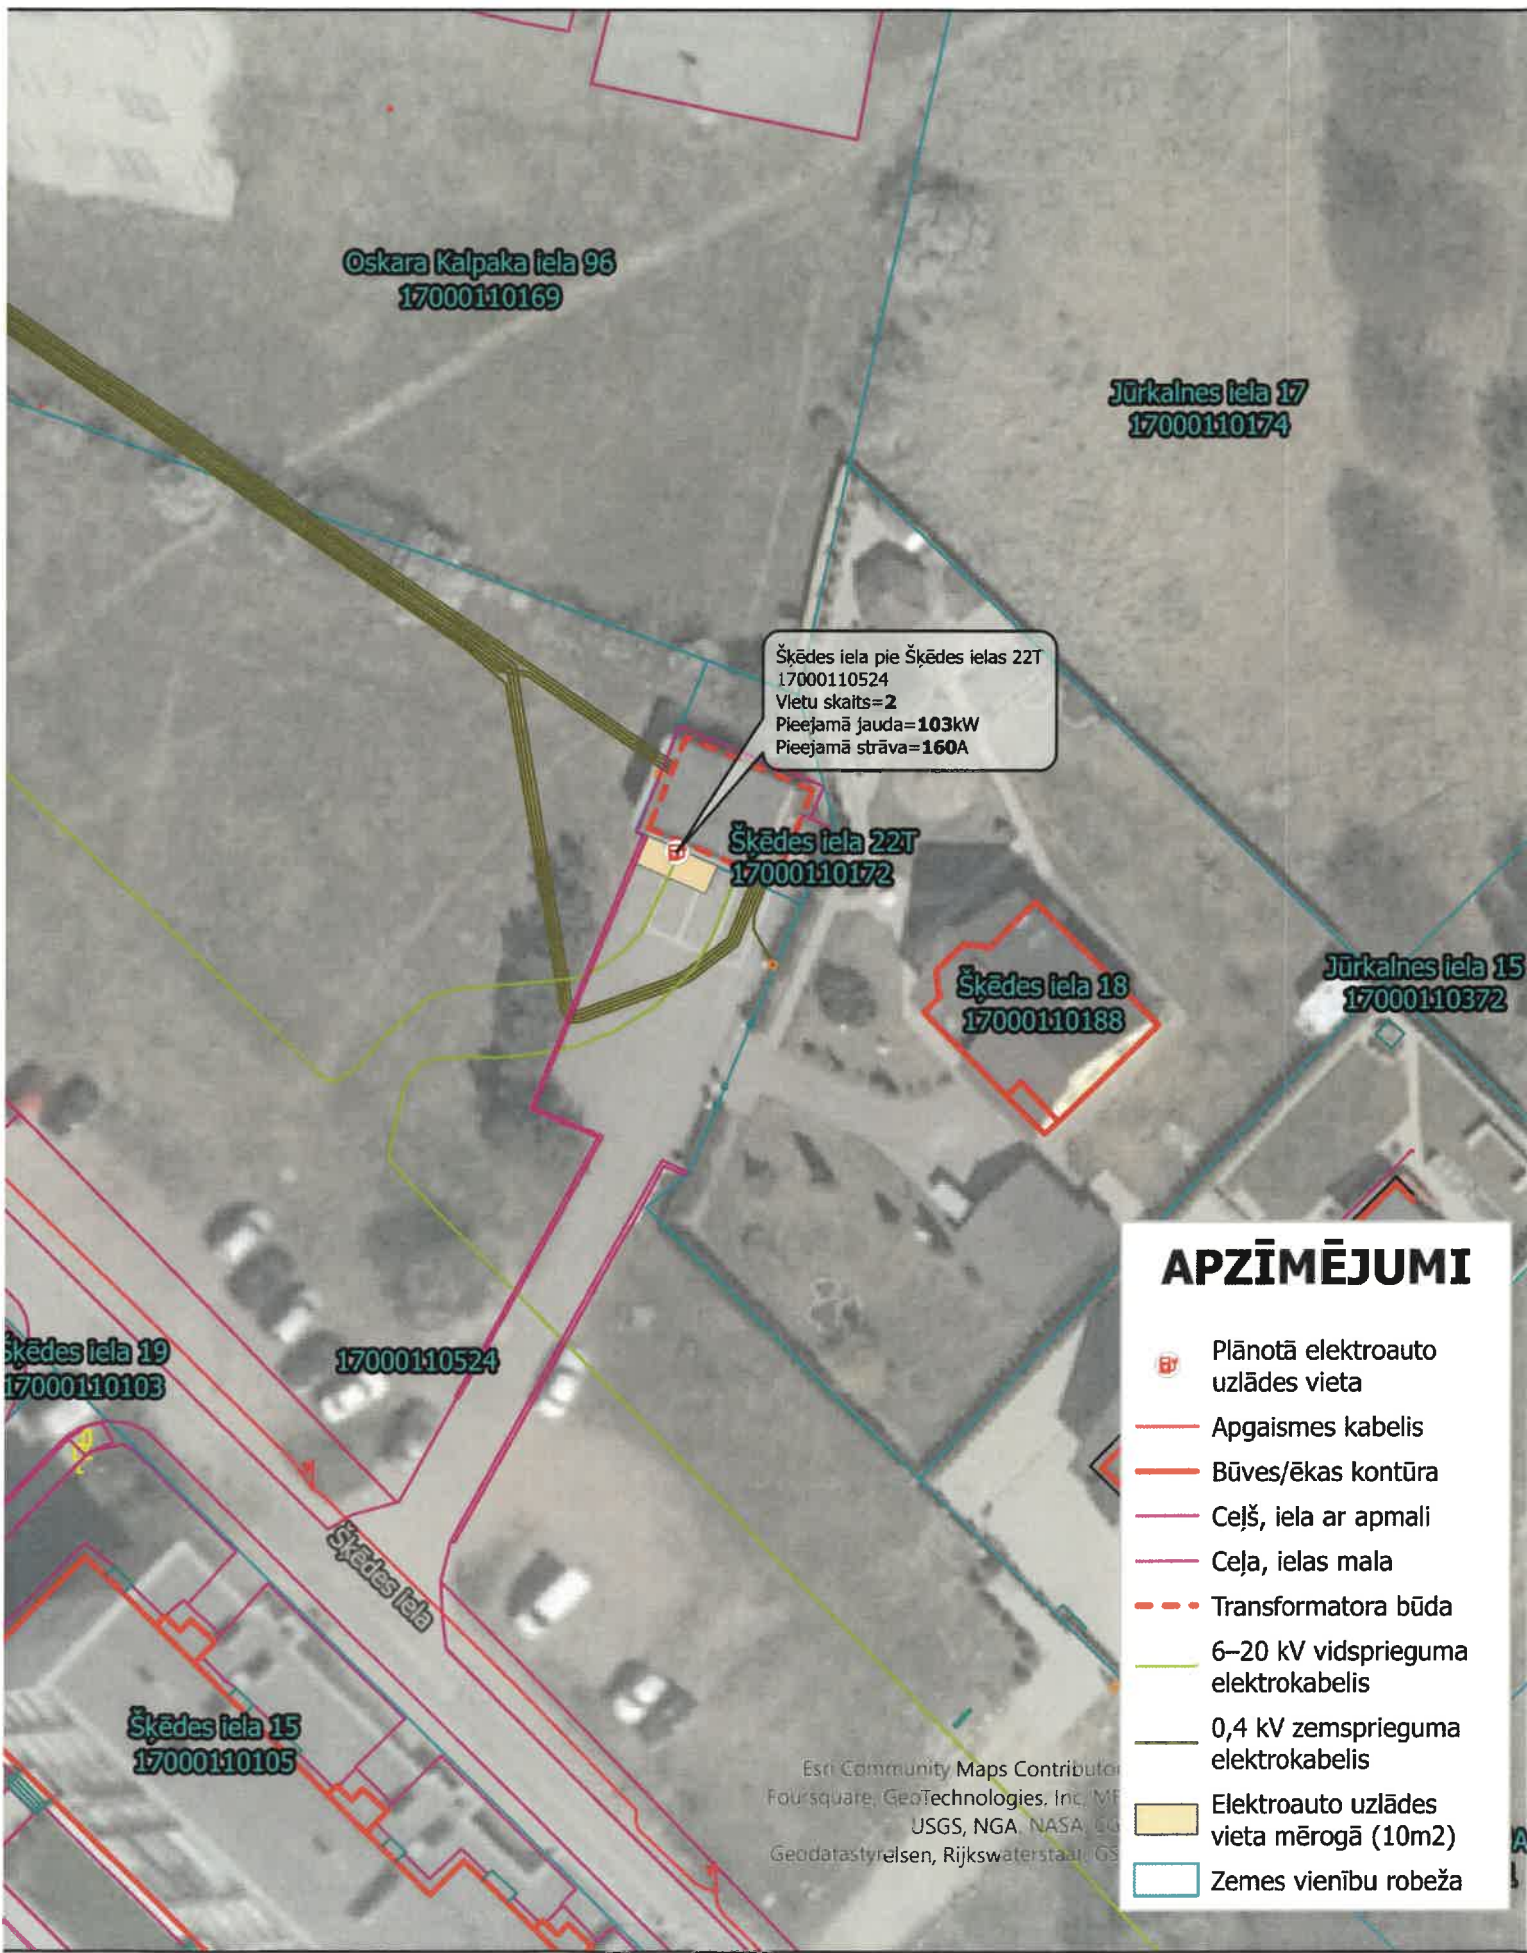 Oskara Kalpaka iela 96
17000110169
Jūrkalnes iela 17
17000110174
Šķēdes iela pie Šķēdes ielas 22T
17000110524
Vietu skaits=2
Pieejamā jauda=103kW
Pieejamā strāva=160A
Šķēdes iela 22T
17000110172
Šķēdes iela 18
17000110188
Jūrkalnes iela 15
17000110372
Šķēdes iela 19
17000110103
17000110524
Šķēdes iela
Šķēdes iela 15
17000110105
APZĪMĒJUMI
Plānotā elektroauto
uzlādes vieta
Apgaismes kabelis
Būves/ēkas kontūra
Ceļš, iela ar apmali
Ceļa, ielas mala
Transformatora būda
6–20 kV vidsprieguma
elektrokabelis
0,4 kV zemsprieguma
elektrokabelis
Elektroauto uzlādes
vieta mērogā (10m2)
Zemes vienību robeža
Esri Community Maps Contributor
Foursquare, GeoTechnologies, Inc, ME
USGS, NGA, NASA, CG
Geodatastyrelsen, Rijkswaterstaat, GS